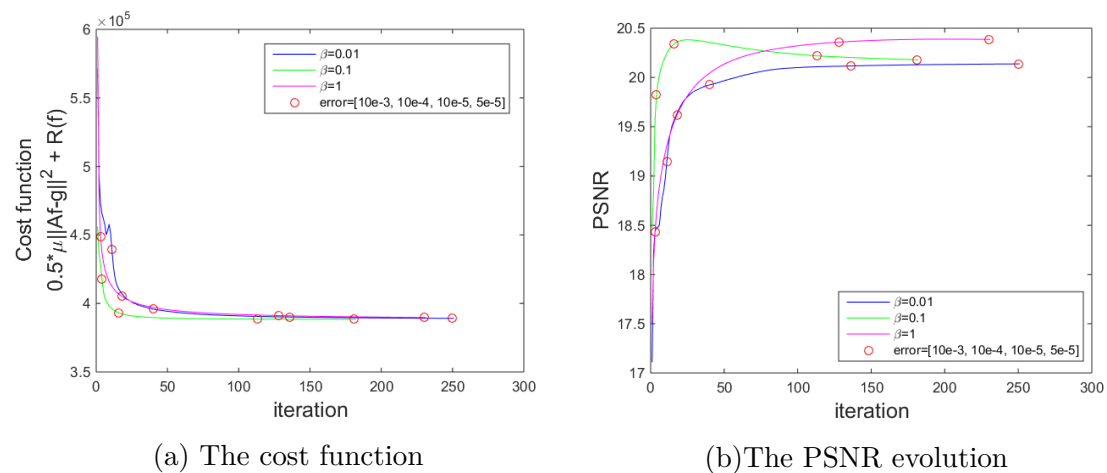 × 10⁵
6
5.5
5
4.5
4
3.5
0 50 100 150 200 250 300
iteration
Cost function
0.5*μ||Af-g||² + R(f)
β=0.01
β=0.1
β=1
error=[10e-3, 10e-4, 10e-5, 5e-5]
(a) The cost function
20.5
20
19.5
19
18.5
18
17.5
17
0 50 100 150 200 250 300
iteration
PSNR
β=0.01
β=0.1
β=1
error=[10e-3, 10e-4, 10e-5, 5e-5]
(b)The PSNR evolution